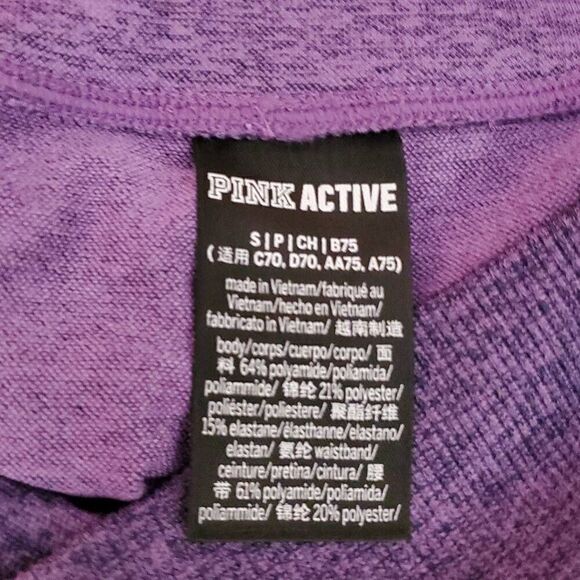 PINK ACTIVE
S | P | CH | B75
(适用 C70, D70, AA75, A75)
made in Vietnam/fabriqué au
Vietnam/hecho en Vietnam/
fabbricato in Vietnam/ 越南制造
body/corps/cuerpo/corpo/ 面
料 64% polyamide/poliamida/
poliammide/ 锦纶 21% polyester/
poliéster/poliestere/ 聚酯纤维
15% elastane/élasthanne/elastano/
elastan/ 氨纶 waistband/
ceinture/pretina/cintura/ 腰
带 61% polyamide/poliamida/
poliammide/ 锦纶 20% polyester/